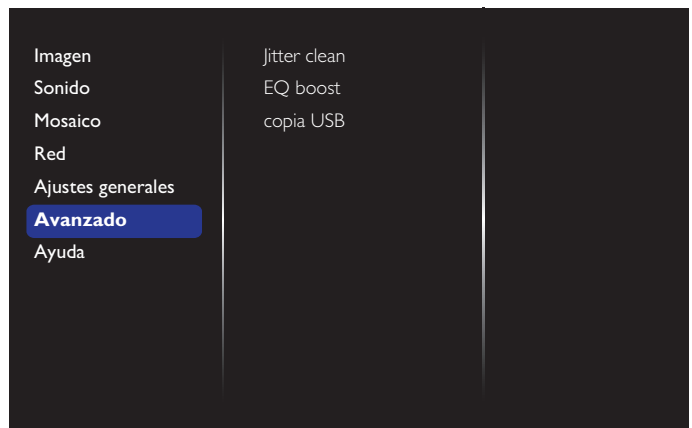 Imagen
Sonido
Mosaico
Red
Ajustes generales
Avanzado
Ayuda
Jitter clean
EQ boost
copia USB